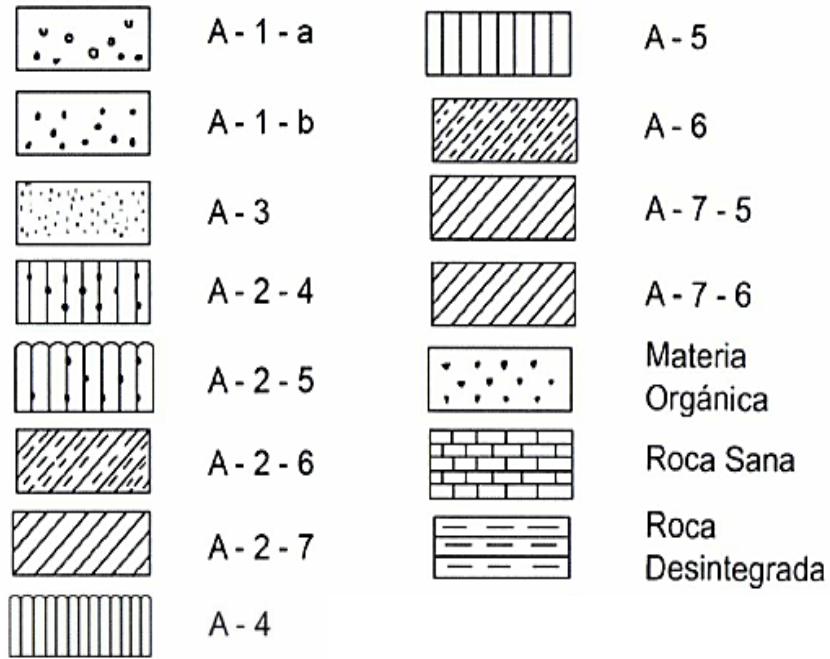 A - 1 - a
A - 1 - b
A - 3
A - 2 - 4
A - 2 - 5
A - 2 - 6
A - 2 - 7
A - 4
A - 5
A - 6
A - 7 - 5
A - 7 - 6
Materia
Orgánica
Roca Sana
Roca
Desintegrada